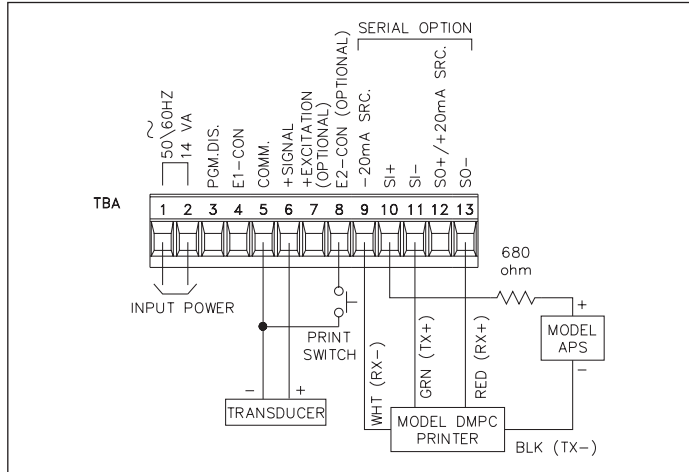 SERIAL OPTION
~
50\60HZ
14 VA
PGM.DIS.
E1-CON
COMM.
+SIGNAL
+EXCITATION
(OPTIONAL)
E2-CON (OPTIONAL)
-20mA SRC.
SI+
SI-
SO+/+20mA SRC.
SO-
TBA
1 2 3 4 5 6 7 8 9 10 11 12 13
680
ohm
INPUT POWER
PRINT
SWITCH
+
MODEL
APS
-
- +
TRANSDUCER
WHT (RX-)
GRN (TX+)
RED (RX+)
MODEL DMPC
PRINTER
BLK (TX-)